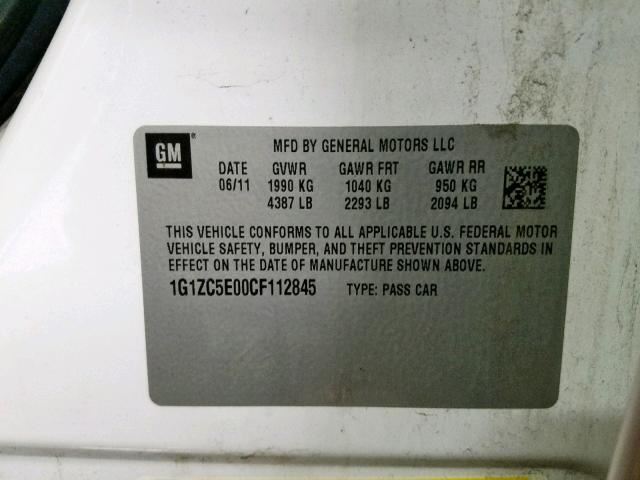 GM ®
MFD BY GENERAL MOTORS LLC
DATE GVWR GAWR FRT GAWR RR
06/11 1990 KG 1040 KG 950 KG
4387 LB 2293 LB 2094 LB
THIS VEHICLE CONFORMS TO ALL APPLICABLE U.S. FEDERAL MOTOR
VEHICLE SAFETY, BUMPER, AND THEFT PREVENTION STANDARDS IN
EFFECT ON THE DATE OF MANUFACTURE SHOWN ABOVE.
1G1ZC5E00CF112845 TYPE: PASS CAR